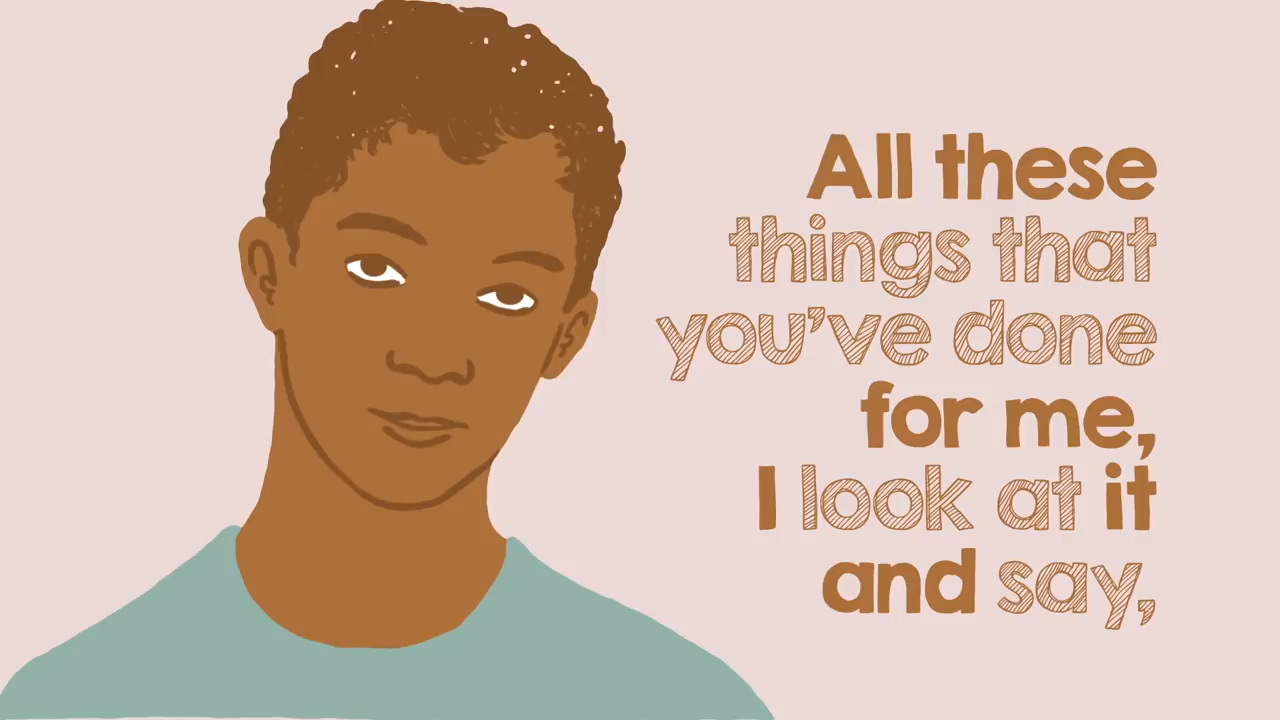 All these
things that
you've done
for me,
I look at it
and say,